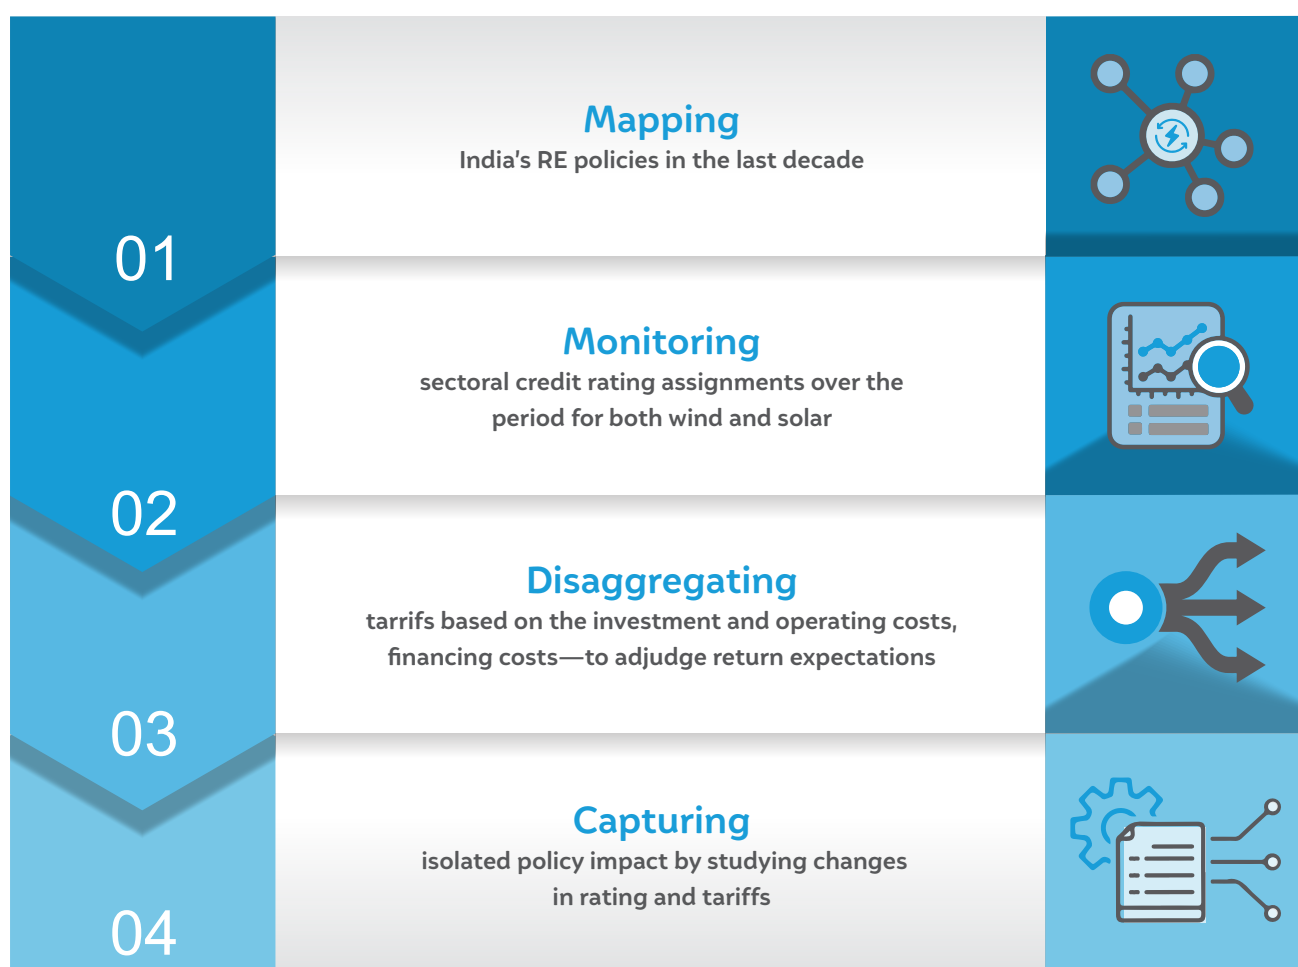 01
Mapping
India's RE policies in the last decade
02
Monitoring
sectoral credit rating assignments over the
period for both wind and solar
03
Disaggregating
tarrifs based on the investment and operating costs,
financing costs—to adjudge return expectations
04
Capturing
isolated policy impact by studying changes
in rating and tariffs